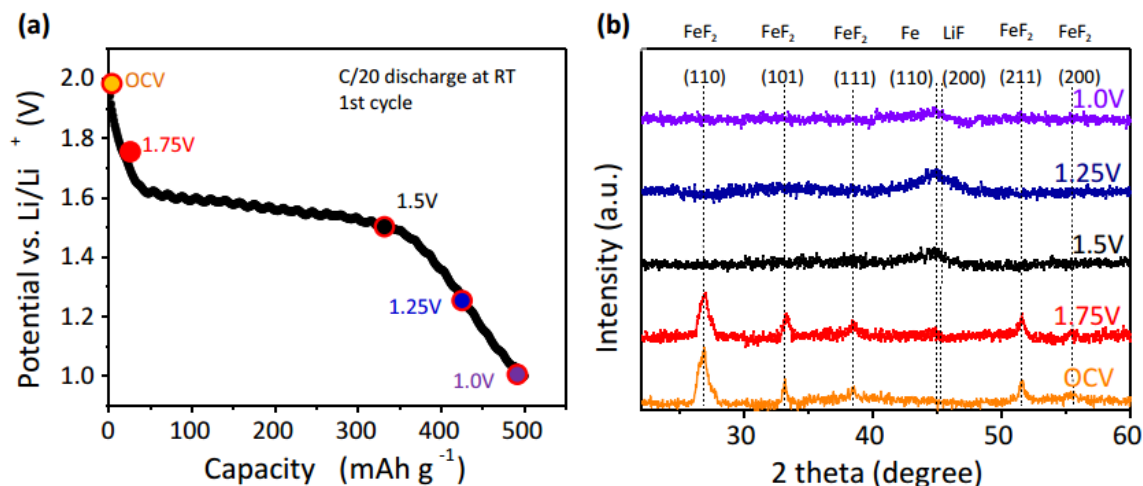 (a)
C/20 discharge at RT
1st cycle
OCV
1.75V
1.5V
1.25V
1.0V
2.0
1.8
1.6
1.4
1.2
1.0
0 100 200 300 400 500
Potential vs. Li/Li⁺ (V)
Capacity (mAh g⁻¹)
(b)
FeF₂ FeF₂ FeF₂ Fe LiF FeF₂ FeF₂
(110) (101) (111) (110) (200) (211) (200)
1.0V
1.25V
1.5V
1.75V
OCV
30 40 50 60
Intensity (a.u.)
2 theta (degree)